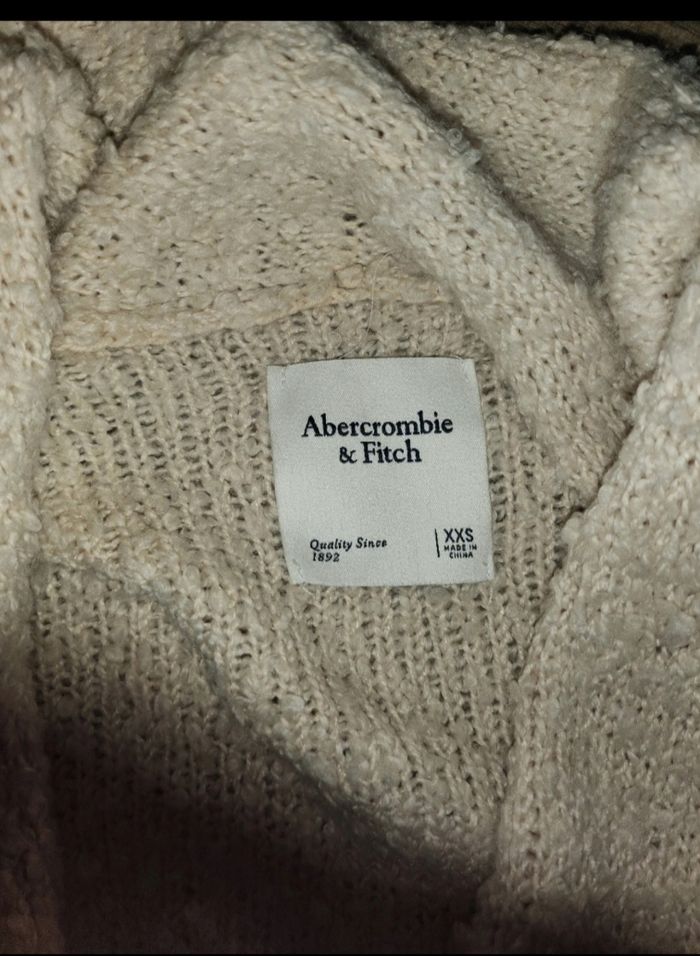 Abercrombie
& Fitch
Quality Since
1892
XXS
MADE IN
CHINA